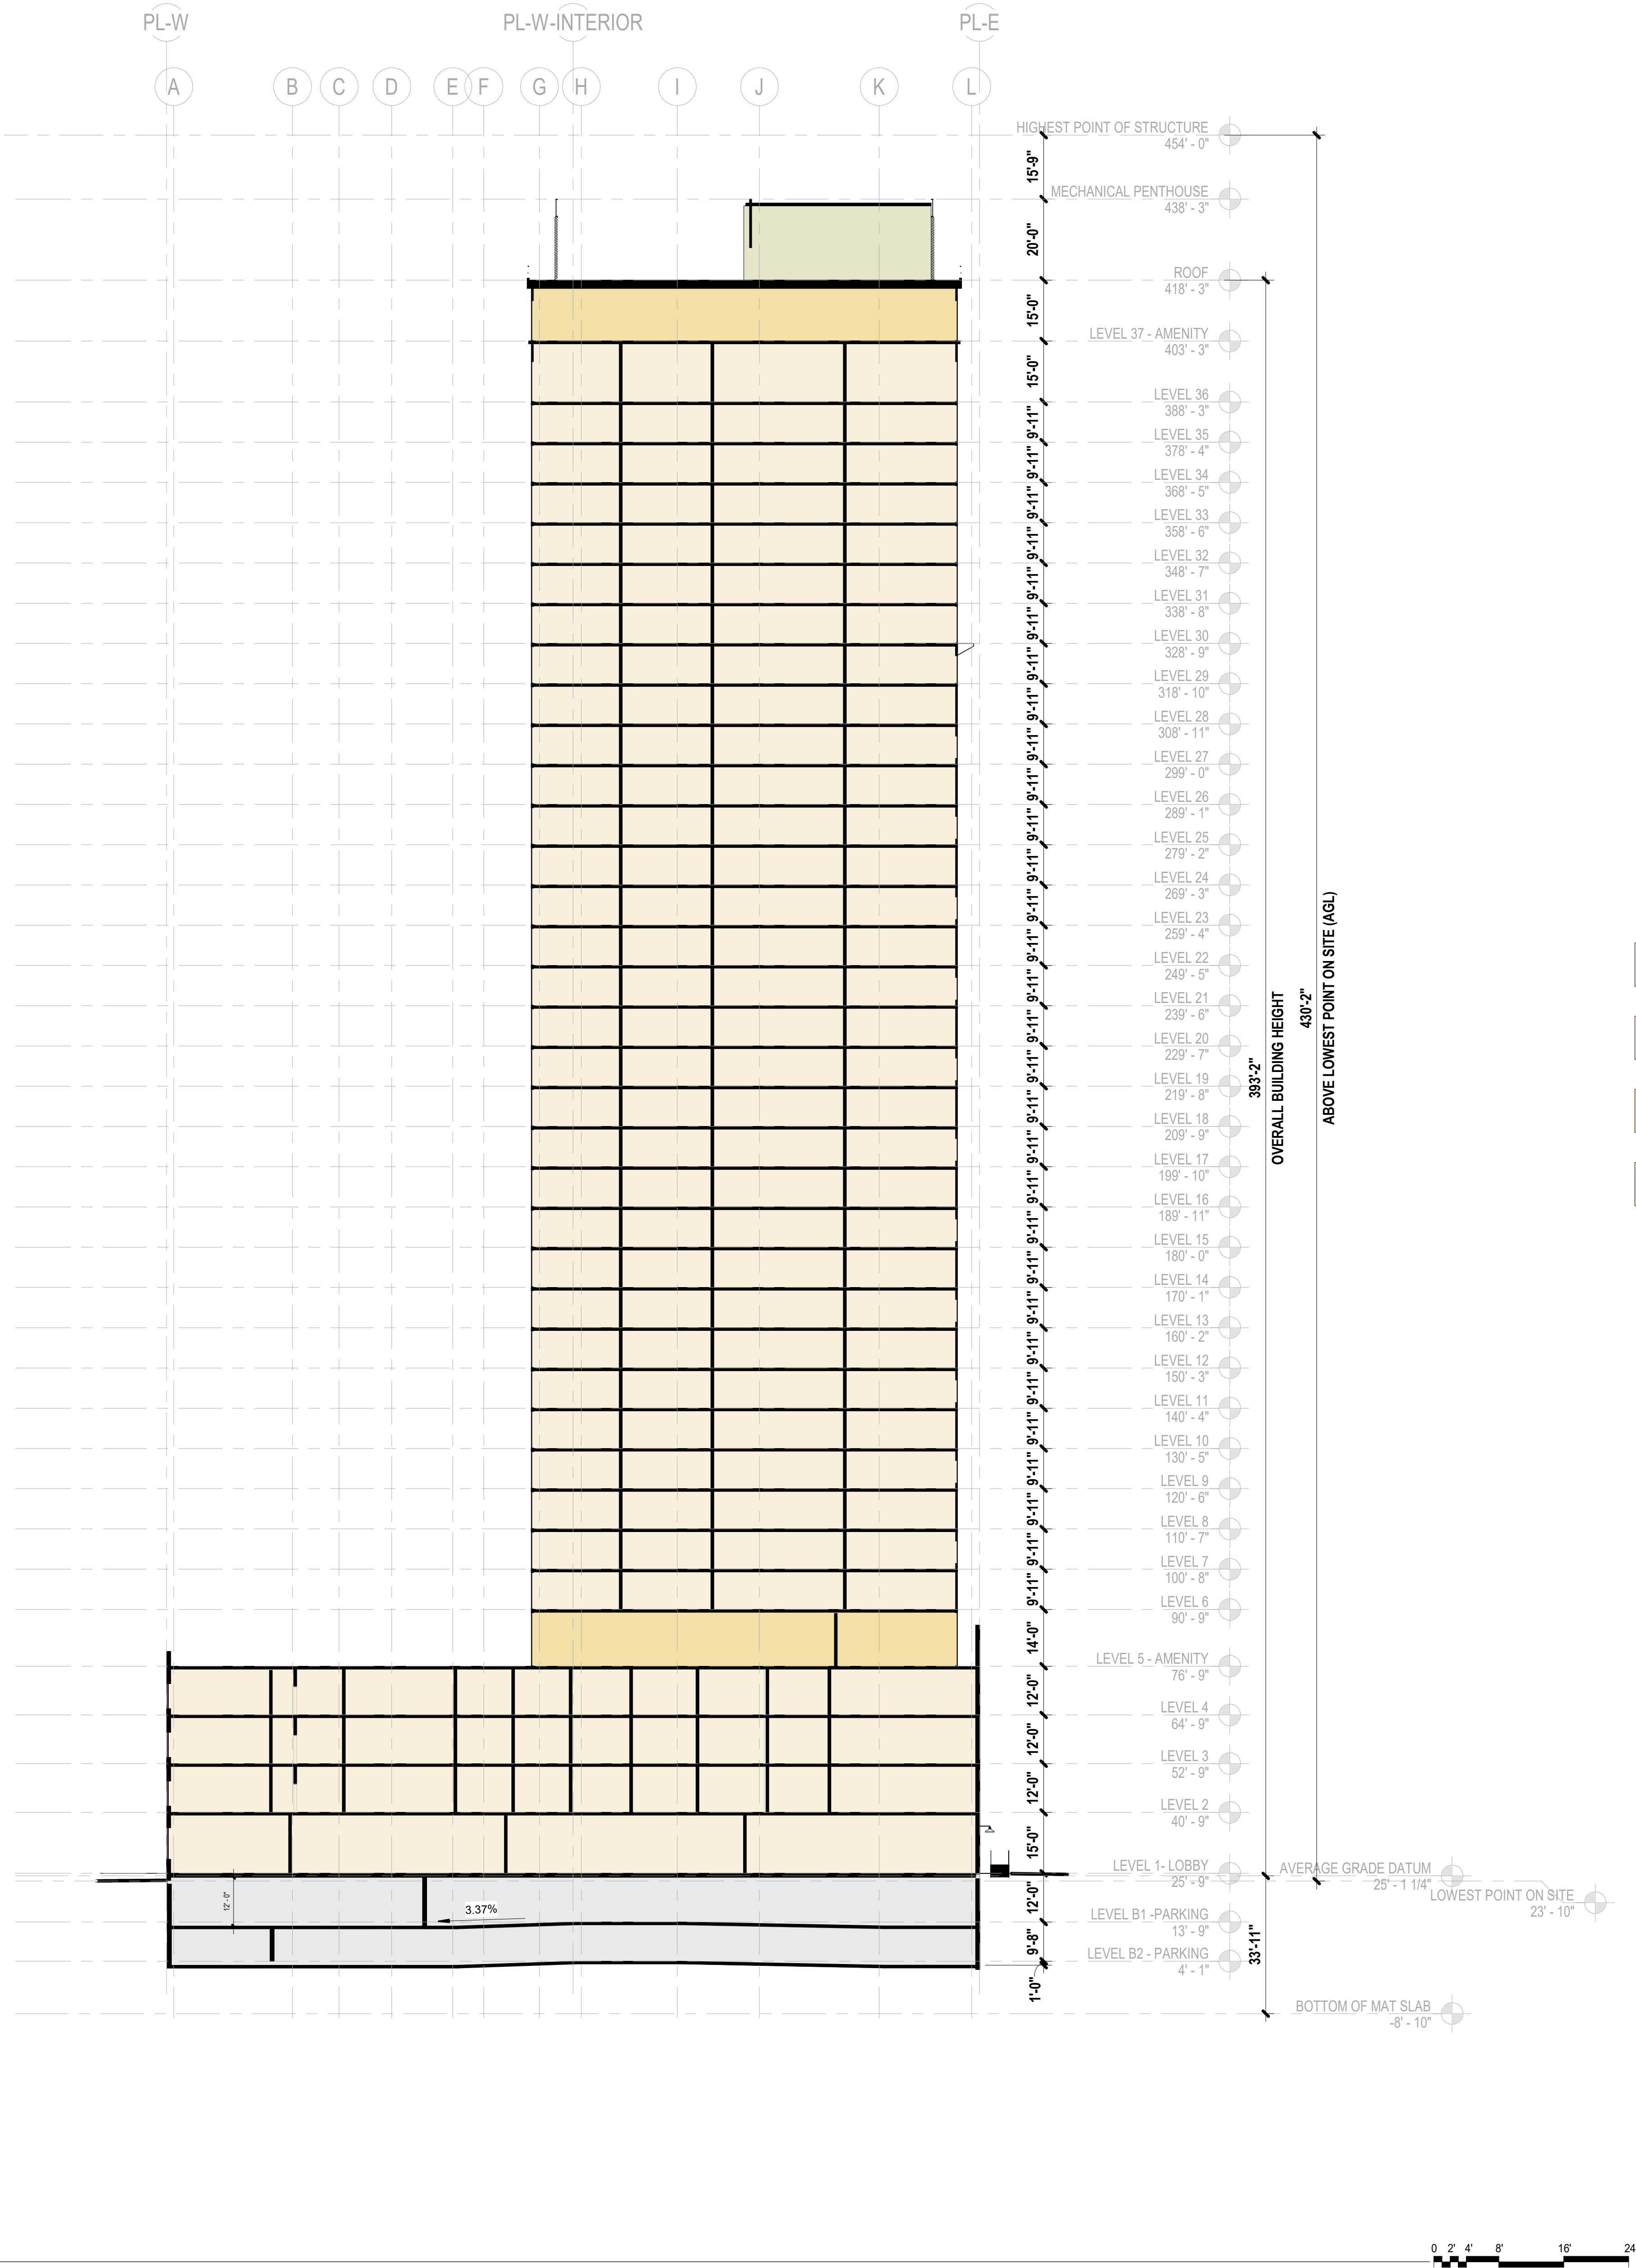 PL-W PL-W-INTERIOR PL-E
A B C D E F G H I J K L
HIGHEST POINT OF STRUCTURE
454' - 0"
15'-9"
MECHANICAL PENTHOUSE
438' - 3"
20'-0"
ROOF
418' - 3"
15'-0"
LEVEL 37 - AMENITY
403' - 3"
15'-0"
LEVEL 36
388' - 3"
9'-11"
LEVEL 35
378' - 4"
9'-11"
LEVEL 34
368' - 5"
9'-11"
LEVEL 33
358' - 6"
9'-11"
LEVEL 32
348' - 7"
9'-11"
LEVEL 31
338' - 8"
9'-11"
LEVEL 30
328' - 9"
9'-11"
LEVEL 29
318' - 10"
9'-11"
LEVEL 28
308' - 11"
9'-11"
LEVEL 27
299' - 0"
9'-11"
LEVEL 26
289' - 1"
9'-11"
LEVEL 25
279' - 2"
9'-11"
LEVEL 24
269' - 3"
9'-11"
LEVEL 23
259' - 4"
9'-11"
LEVEL 22
249' - 5"
9'-11"
LEVEL 21
239' - 6"
9'-11"
LEVEL 20
229' - 7"
9'-11"
LEVEL 19
219' - 8"
9'-11"
LEVEL 18
209' - 9"
9'-11"
LEVEL 17
199' - 10"
9'-11"
LEVEL 16
189' - 11"
9'-11"
LEVEL 15
180' - 0"
9'-11"
LEVEL 14
170' - 1"
9'-11"
LEVEL 13
160' - 2"
9'-11"
LEVEL 12
150' - 3"
9'-11"
LEVEL 11
140' - 4"
9'-11"
LEVEL 10
130' - 5"
9'-11"
LEVEL 9
120' - 6"
9'-11"
LEVEL 8
110' - 7"
9'-11"
LEVEL 7
100' - 8"
9'-11"
LEVEL 6
90' - 9"
14'-0"
LEVEL 5 - AMENITY
76' - 9"
12'-0"
LEVEL 4
64' - 9"
12'-0"
LEVEL 3
52' - 9"
12'-0"
LEVEL 2
40' - 9"
15'-0"
LEVEL 1- LOBBY
25' - 9"
12'-0"
LEVEL B1 -PARKING
13' - 9"
9'-8"
LEVEL B2 - PARKING
4' - 1"
1'-0"
393'-2"
OVERALL BUILDING HEIGHT
430'-2"
ABOVE LOWEST POINT ON SITE (AGL)
AVERAGE GRADE DATUM
25' - 1 1/4"
LOWEST POINT ON SITE
23' - 10"
33'-11"
BOTTOM OF MAT SLAB
-8' - 10"
12' - 0"
3.37%
0 2' 4' 8' 16' 24